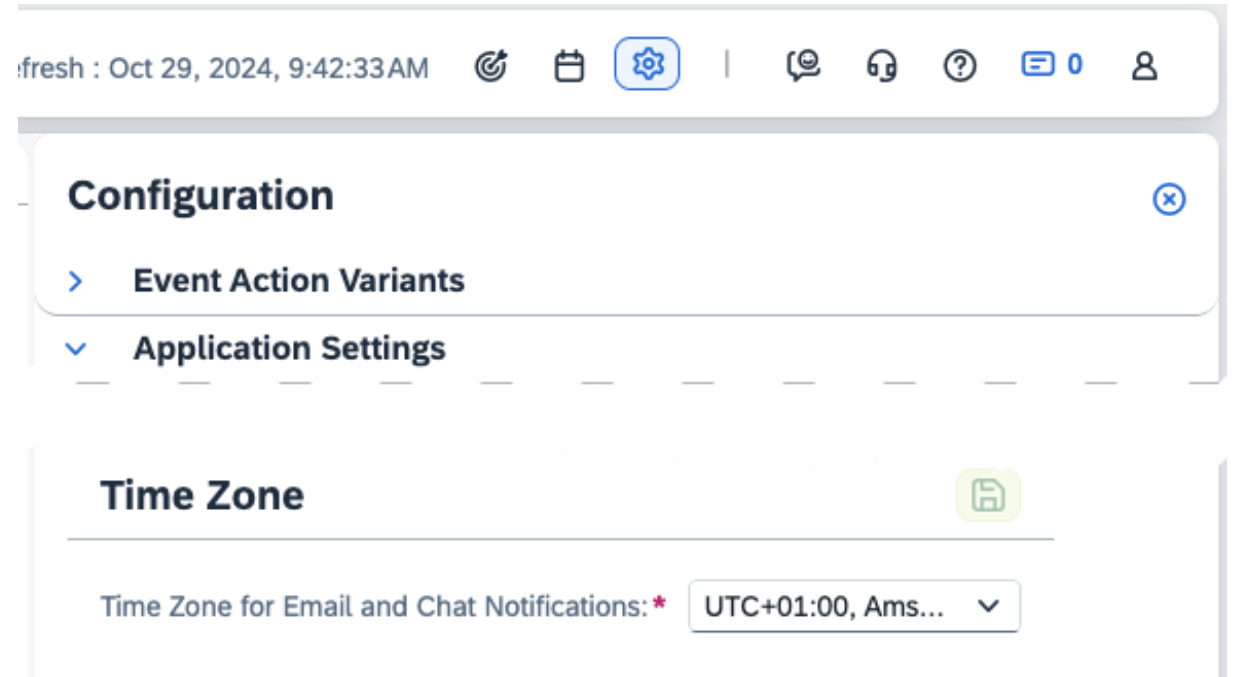 efresh : Oct 29, 2024, 9:42:33 AM 0
Configuration
Event Action Variants
Application Settings
Time Zone
Time Zone for Email and Chat Notifications:* UTC+01:00, Ams...